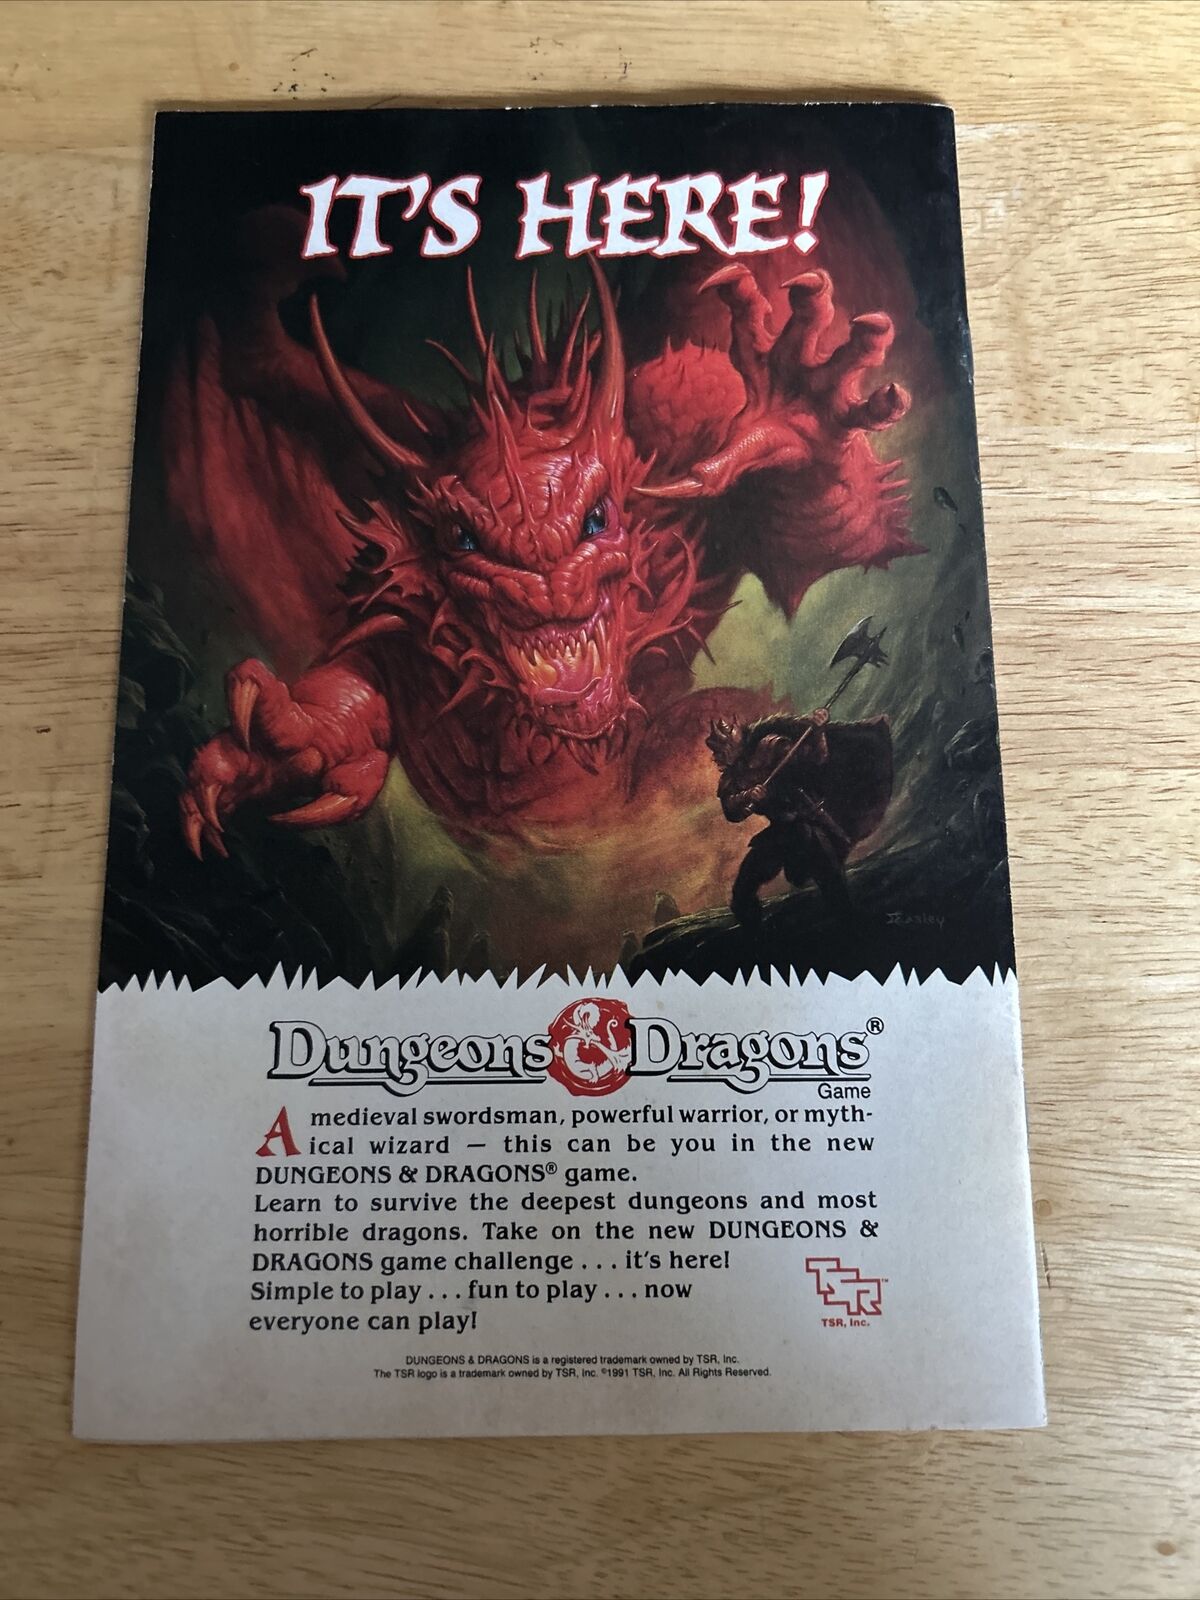 IT'S HERE!
Jeasley
Dungeons & Dragons®
Game
A medieval swordsman, powerful warrior, or myth-
ical wizard — this can be you in the new
DUNGEONS & DRAGONS® game.
Learn to survive the deepest dungeons and most
horrible dragons. Take on the new DUNGEONS &
DRAGONS game challenge . . . it's here!
Simple to play . . . fun to play . . . now
everyone can play!
TSR™
TSR, Inc.
DUNGEONS & DRAGONS is a registered trademark owned by TSR, Inc.
The TSR logo is a trademark owned by TSR, Inc. ©1991 TSR, Inc. All Rights Reserved.